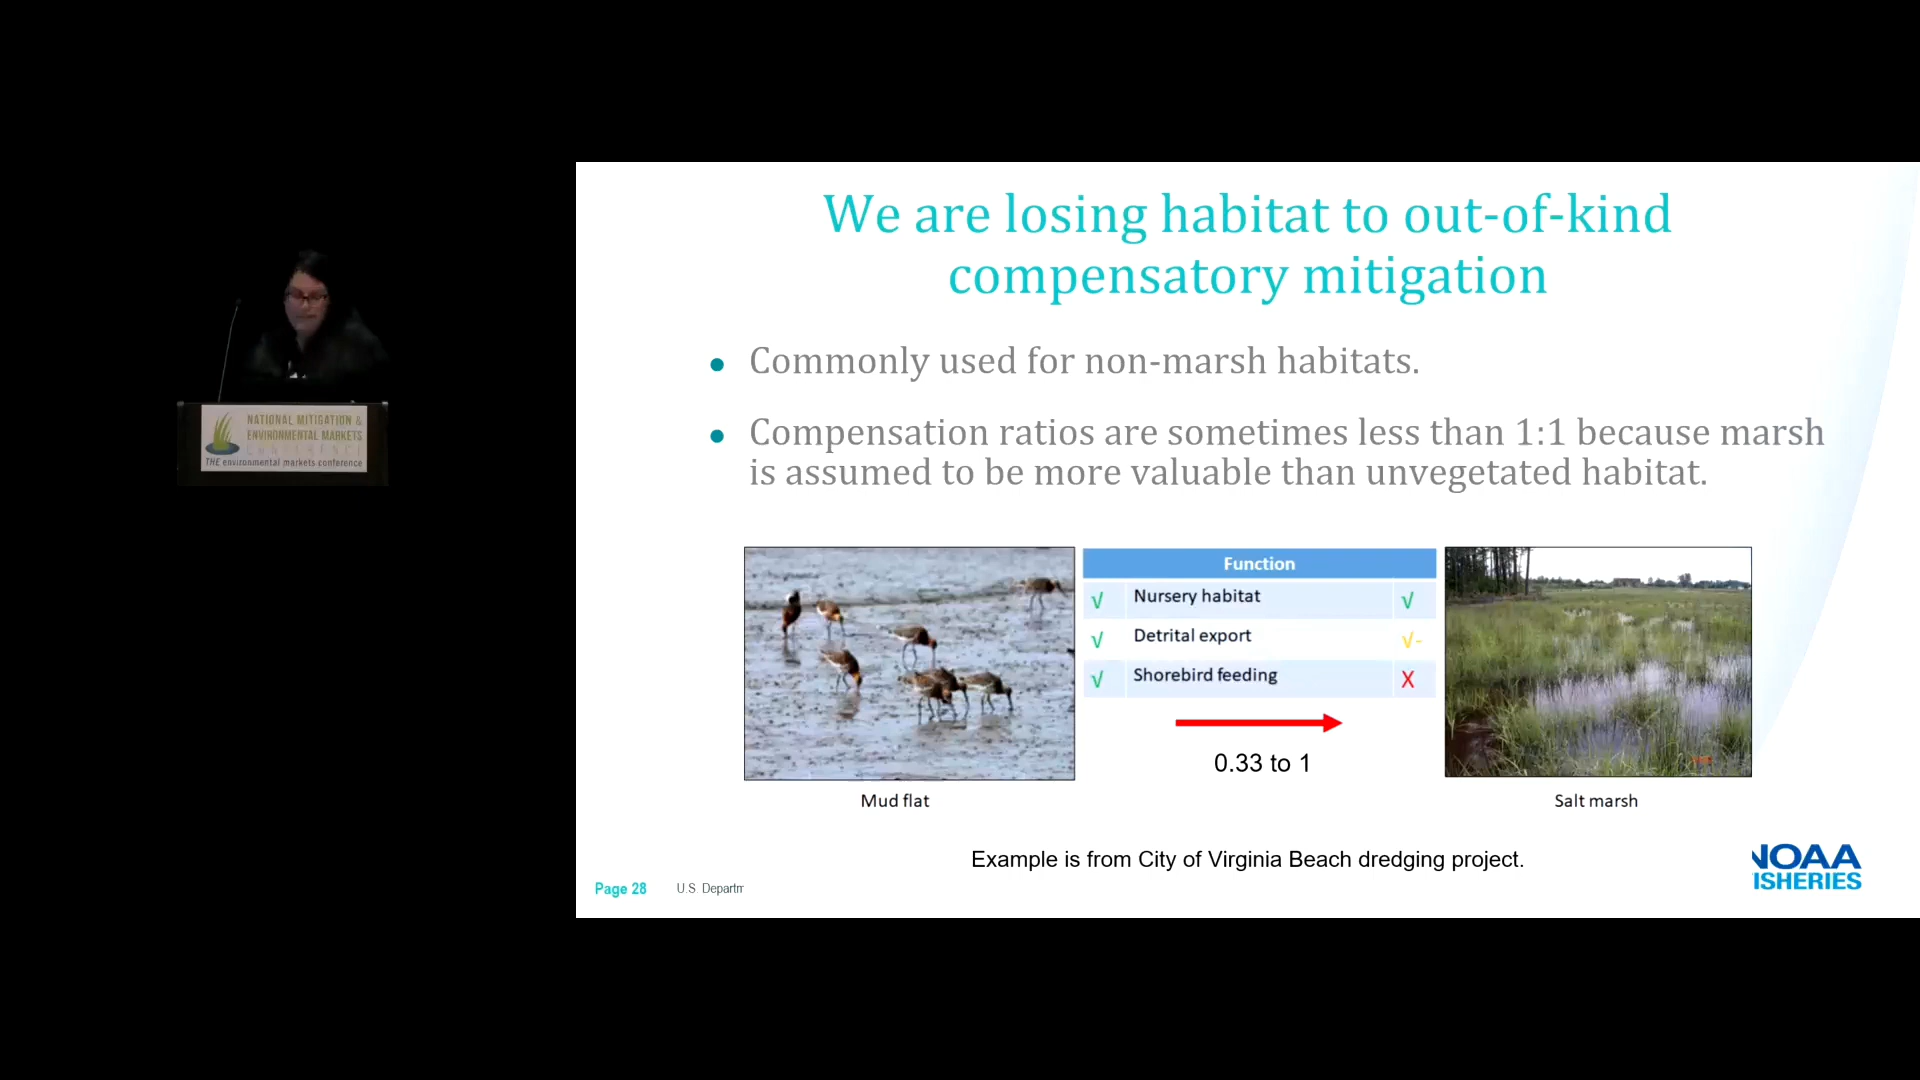 We are losing habitat to out-of-kind
compensatory mitigation
• Commonly used for non-marsh habitats.
• Compensation ratios are sometimes less than 1:1 because marsh
is assumed to be more valuable than unvegetated habitat.
Function
√ Nursery habitat √
√ Detrital export √-
√ Shorebird feeding X
0.33 to 1
Mud flat
Salt marsh
Example is from City of Virginia Beach dredging project.
Page 28 U.S. Departm
NOAA
ISHERIES
NATIONAL MITIGATION &
ENVIRONMENTAL MARKETS
CONFERENCE
THE environmental markets conference